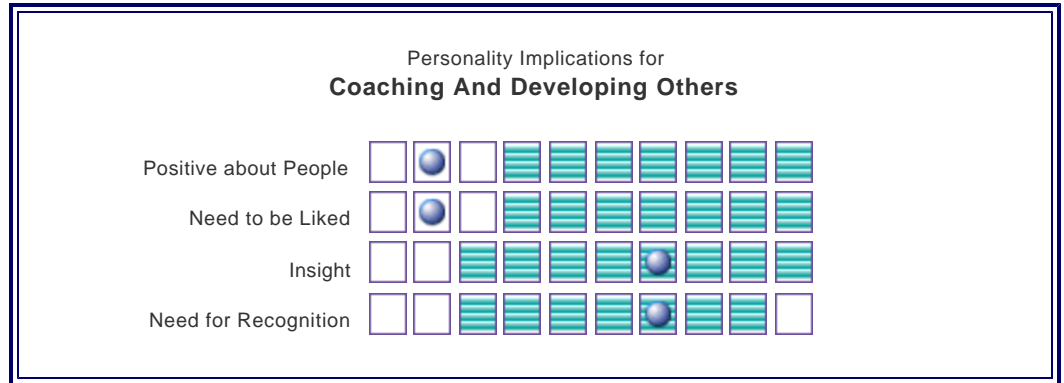 Personality Implications for
Coaching And Developing Others
Positive about People
Need to be Liked
Insight
Need for Recognition